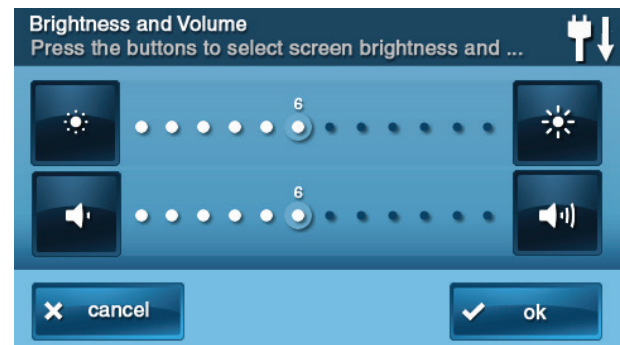 Brightness and Volume
Press the buttons to select screen brightness and ...
6
6
cancel
ok